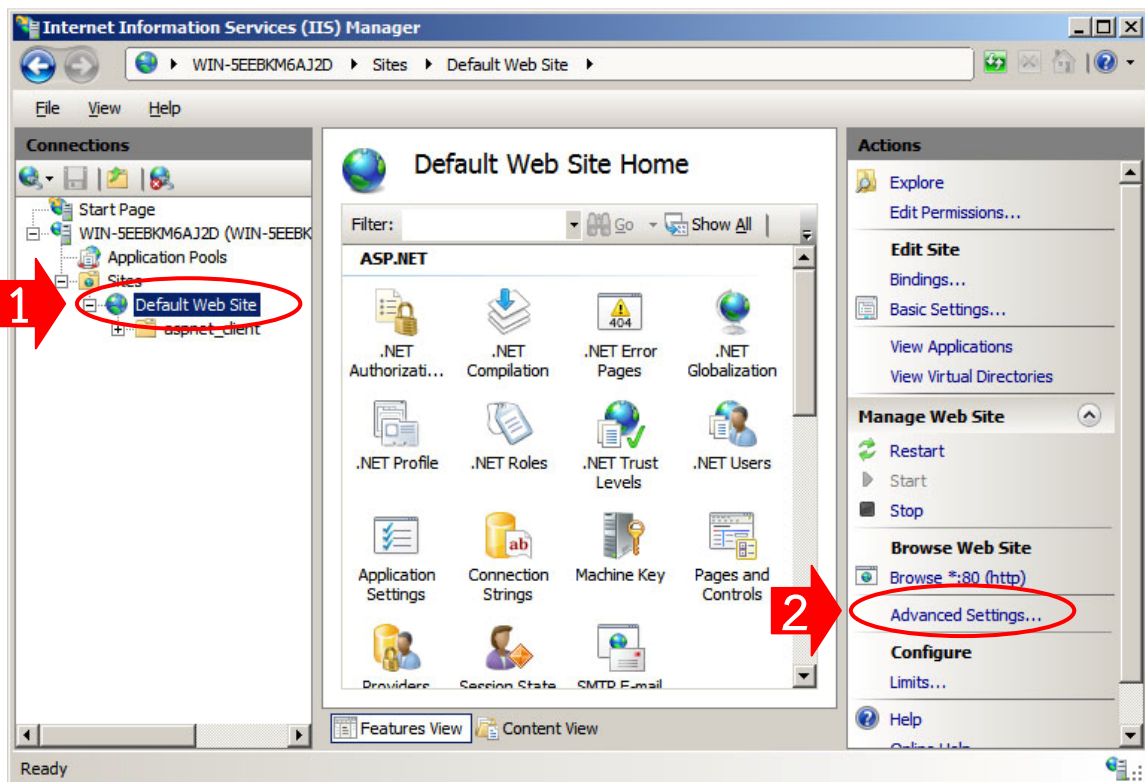 Internet Information Services (IIS) Manager
WIN-5EEBKM6AJ2D Sites Default Web Site
File View Help
Connections
Start Page
WIN-5EEBKM6AJ2D (WIN-5EEBK
Application Pools
Sites
1
Default Web Site
aspnet_client
Default Web Site Home
Filter: Go Show All
ASP.NET
404
.NET Authorizati...
.NET Compilation
.NET Error Pages
.NET Globalization
.NET Profile
.NET Roles
.NET Trust Levels
.NET Users
ab
Application Settings
Connection Strings
Machine Key
Pages and Controls
Providers
Session State
SMTP E-mail
Features View
Content View
Actions
Explore
Edit Permissions...
Edit Site
Bindings...
Basic Settings...
View Applications
View Virtual Directories
Manage Web Site
Restart
Start
Stop
Browse Web Site
Browse *:80 (http)
2
Advanced Settings...
Configure
Limits...
Help
Online Help
Ready